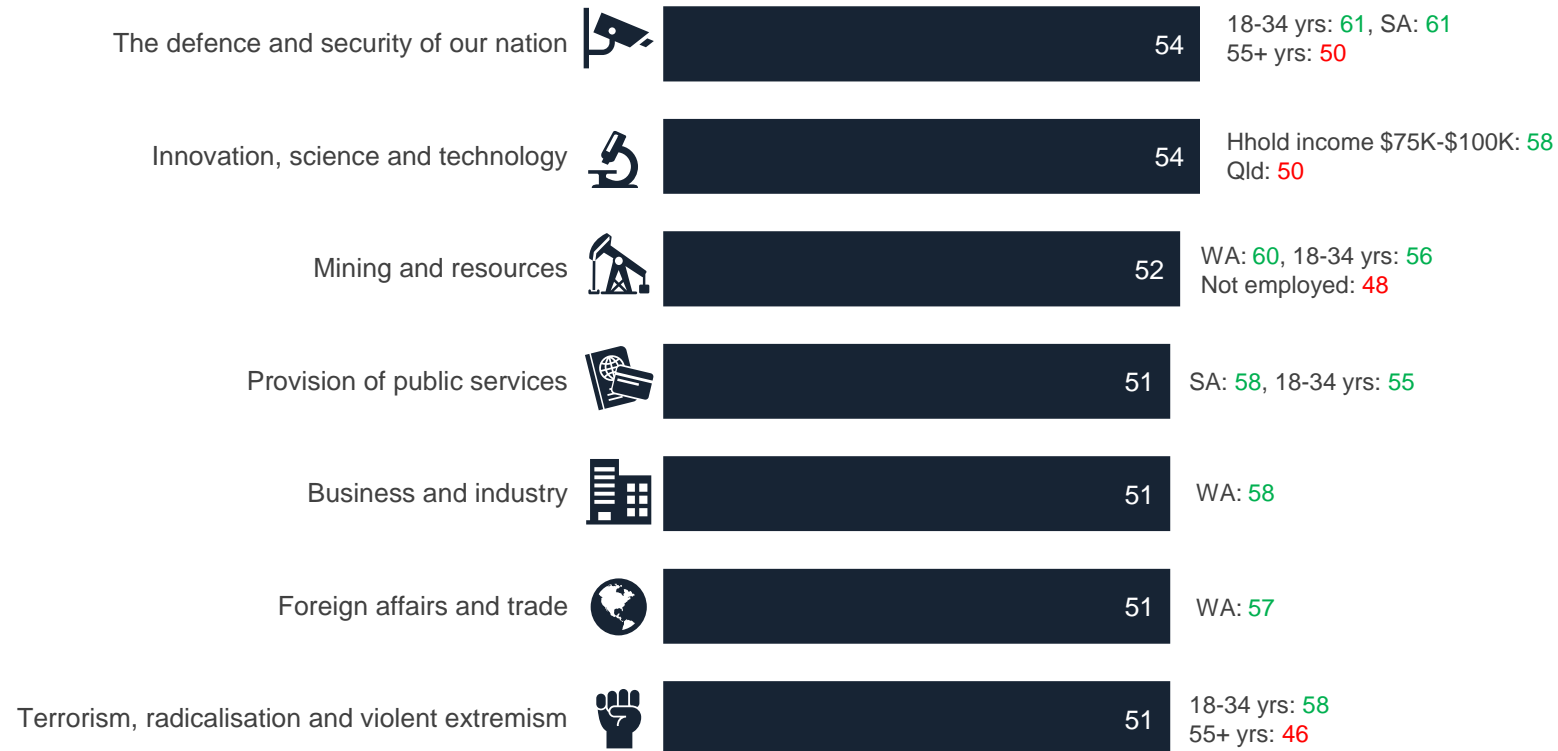 The defence and security of our nation
54
18-34 yrs: 61, SA: 61
55+ yrs: 50
Innovation, science and technology
54
Hhold income $75K-$100K: 58
Qld: 50
Mining and resources
52
WA: 60, 18-34 yrs: 56
Not employed: 48
Provision of public services
51
SA: 58, 18-34 yrs: 55
Business and industry
51
WA: 58
Foreign affairs and trade
51
WA: 57
Terrorism, radicalisation and violent extremism
51
18-34 yrs: 58
55+ yrs: 46